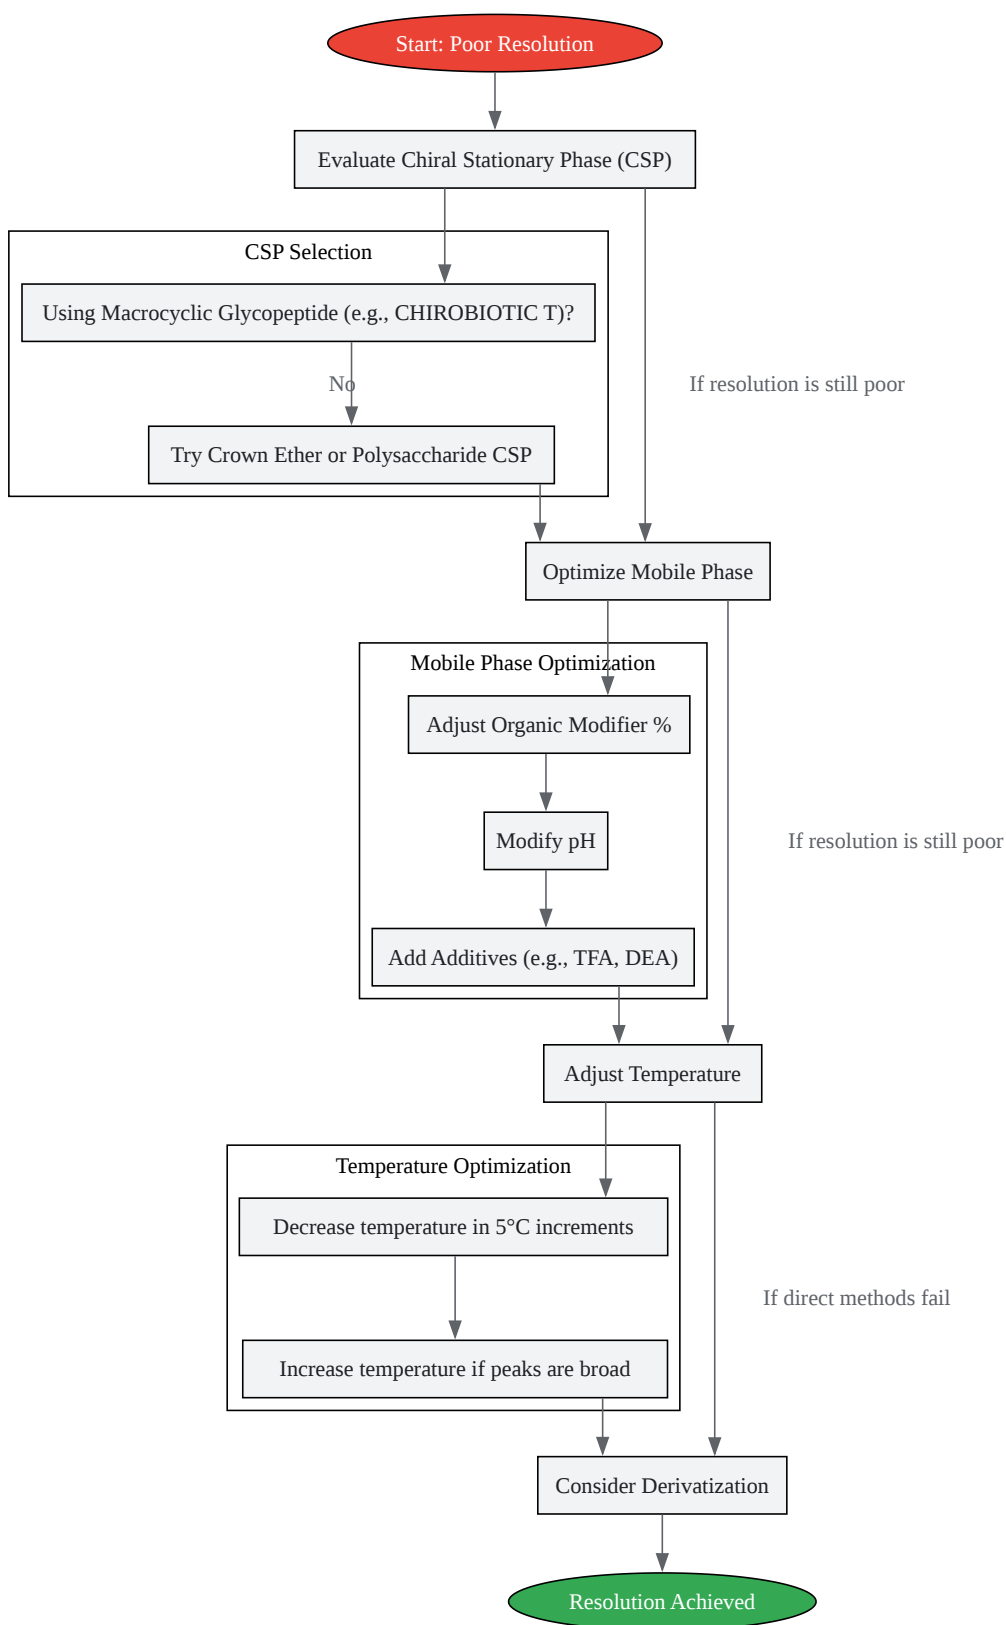 Start: Poor Resolution
Evaluate Chiral Stationary Phase (CSP)
CSP Selection
Using Macrocyclic Glycopeptide (e.g., CHIROBIOTIC T)?
No
If resolution is still poor
Try Crown Ether or Polysaccharide CSP
Optimize Mobile Phase
Mobile Phase Optimization
Adjust Organic Modifier %
Modify pH
If resolution is still poor
Add Additives (e.g., TFA, DEA)
Adjust Temperature
Temperature Optimization
Decrease temperature in 5°C increments
If direct methods fail
Increase temperature if peaks are broad
Consider Derivatization
Resolution Achieved